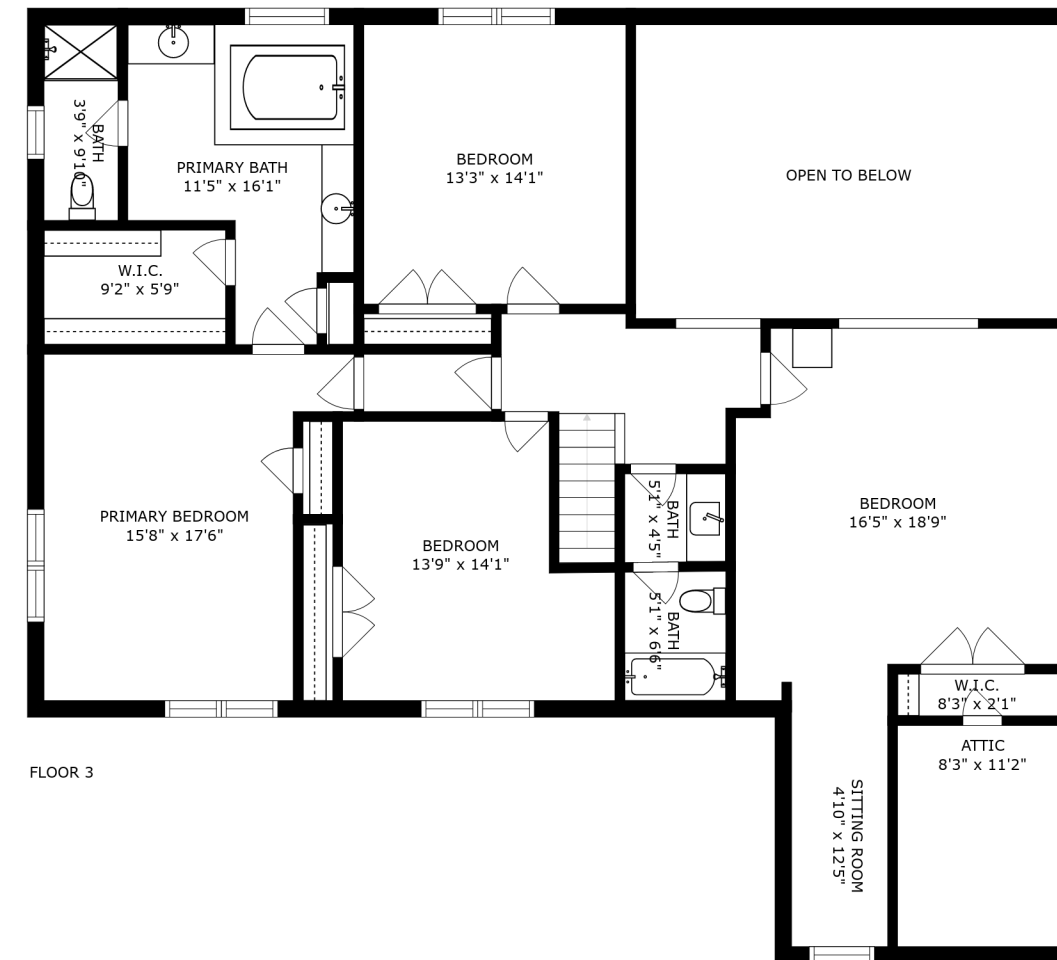 BATH
3'9" x 9'10"
PRIMARY BATH
11'5" x 16'1"
BEDROOM
13'3" x 14'1"
OPEN TO BELOW
W.I.C.
9'2" x 5'9"
PRIMARY BEDROOM
15'8" x 17'6"
BEDROOM
13'9" x 14'1"
BATH
5'1" x 4'5"
BATH
5'1" x 6'6"
BEDROOM
16'5" x 18'9"
W.I.C.
8'3" x 2'1"
ATTIC
8'3" x 11'2"
SITTING ROOM
4'10" x 12'5"
FLOOR 3